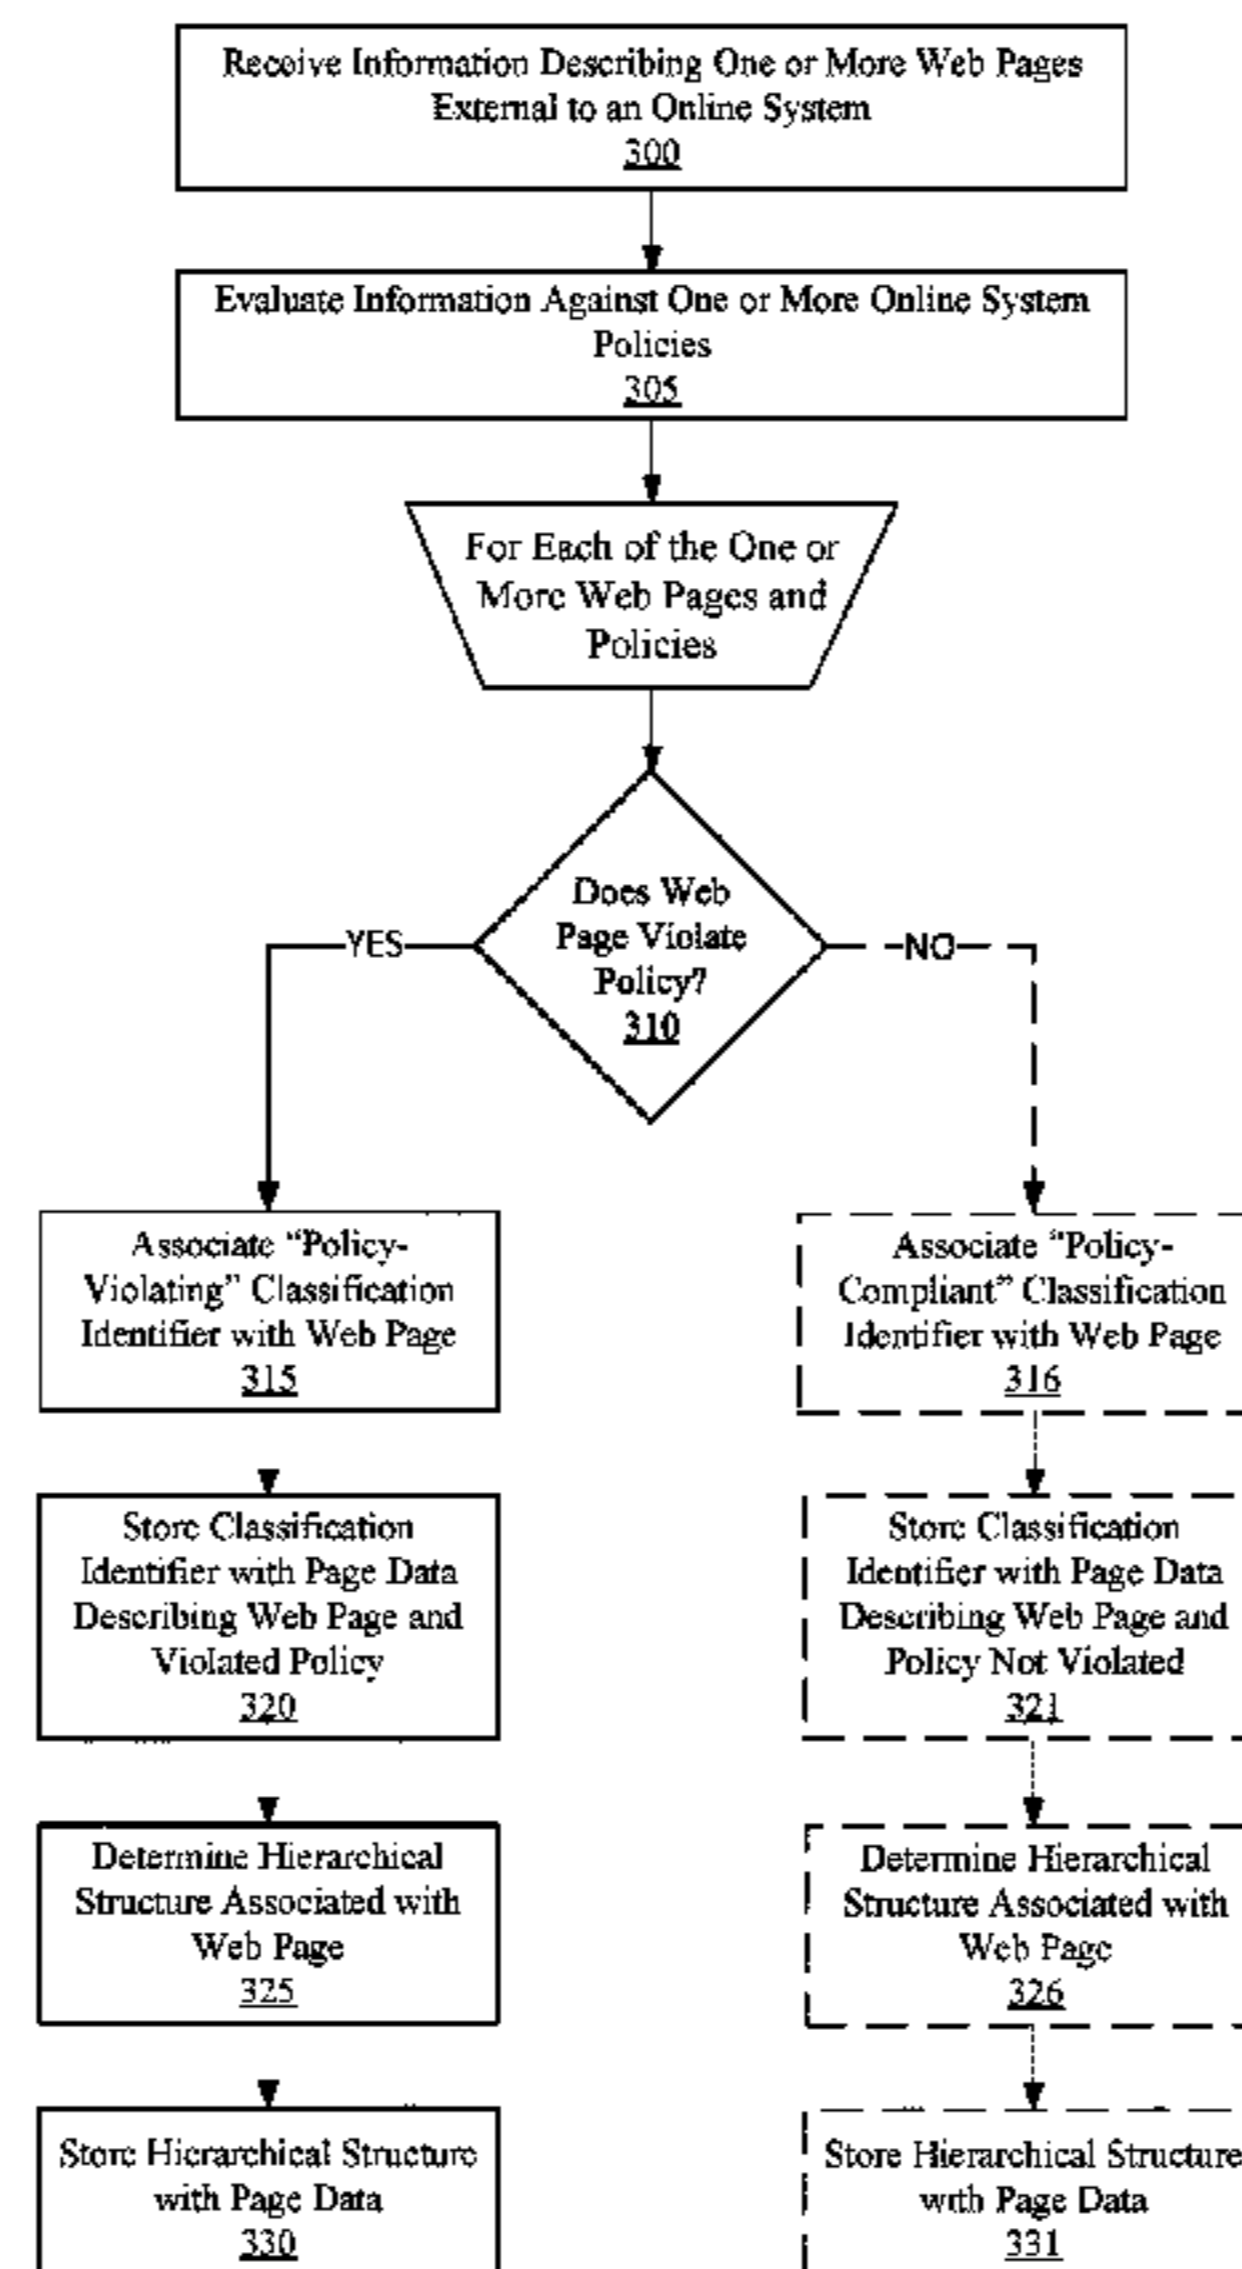 Receive Information Describing One or More Web Pages
External to an Online System
300
Evaluate Information Against One or More Online System
Policies
305
For Each of the One or
More Web Pages and
Policies
Does Web
Page Violate
Policy?
310
YES
NO
Associate “Policy-
Violating” Classification
Identifier with Web Page
315
Store Classification
Identifier with Page Data
Describing Web Page and
Violated Policy
320
Determine Hierarchical
Structure Associated with
Web Page
325
Store Hierarchical Structure
with Page Data
330
Associate “Policy-
Compliant” Classification
Identifier with Web Page
316
Store Classification
Identifier with Page Data
Describing Web Page and
Policy Not Violated
321
Determine Hierarchical
Structure Associated with
Web Page
326
Store Hierarchical Structure
with Page Data
331